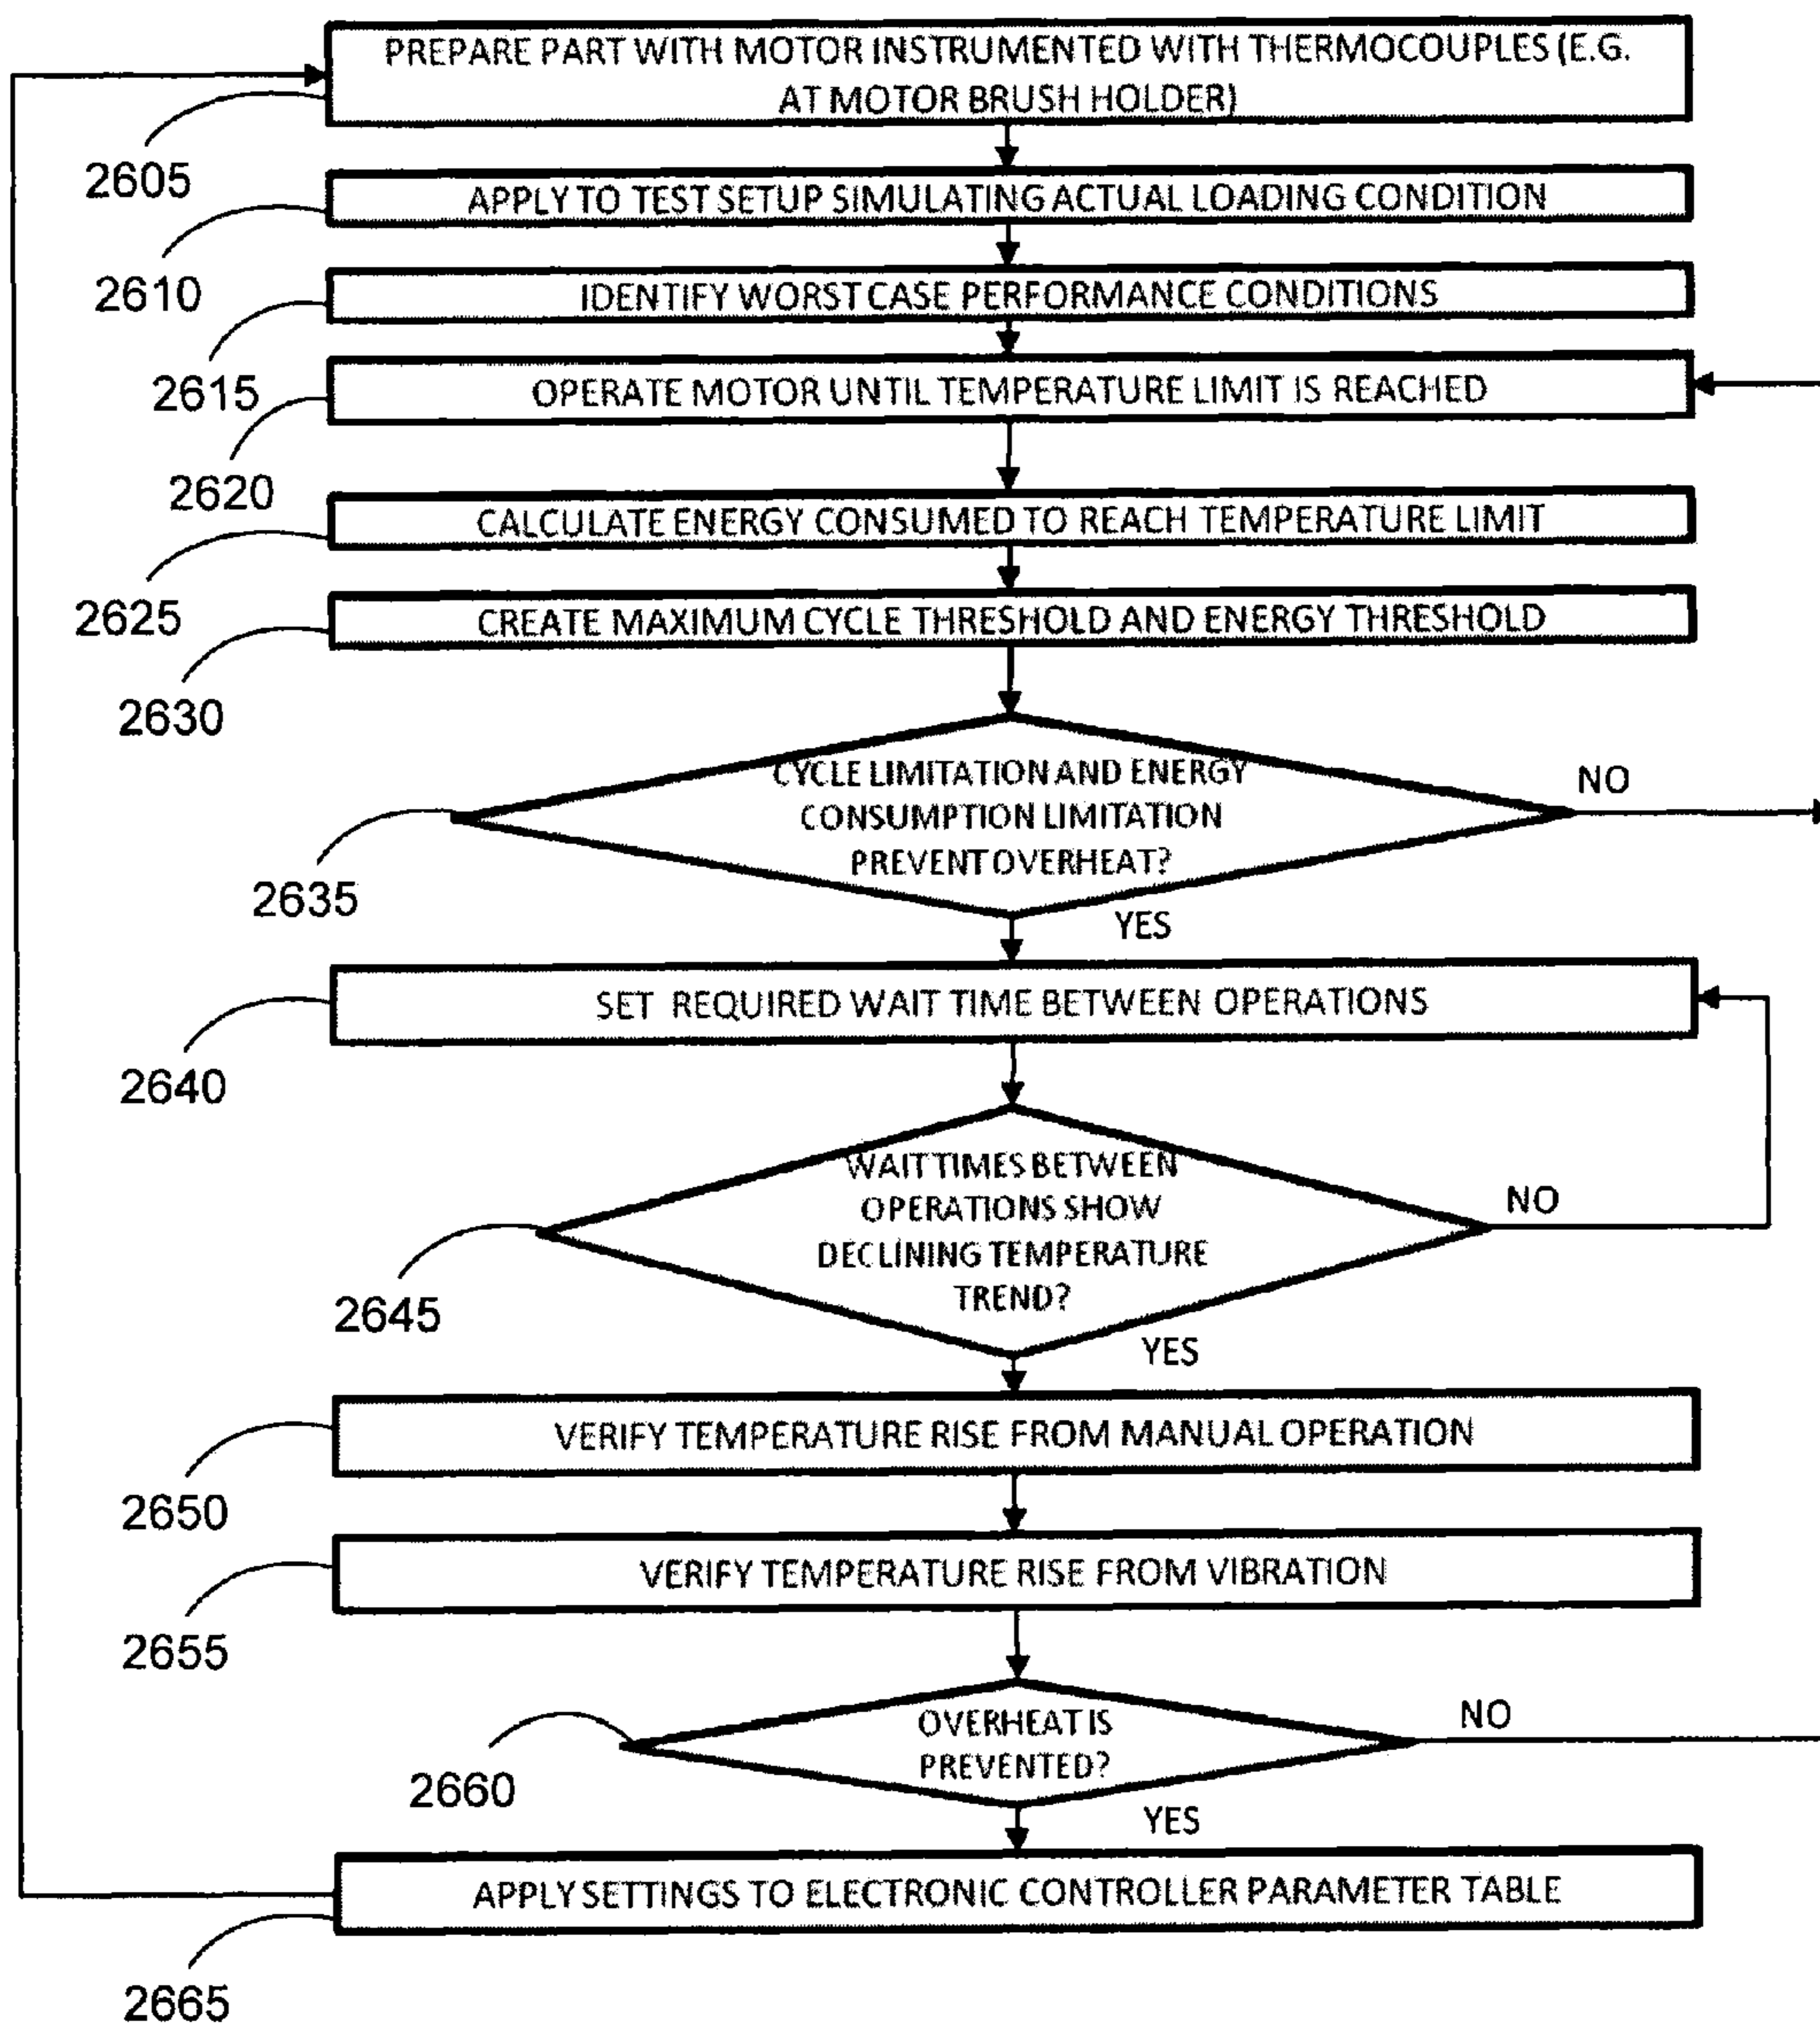 PREPARE PART WITH MOTOR INSTRUMENTED WITH THERMOCOUPLES (E.G.
AT MOTOR BRUSH HOLDER)
2605
APPLY TO TEST SETUP SIMULATING ACTUAL LOADING CONDITION
2610
IDENTIFY WORST CASE PERFORMANCE CONDITIONS
2615
OPERATE MOTOR UNTIL TEMPERATURE LIMIT IS REACHED
2620
CALCULATE ENERGY CONSUMED TO REACH TEMPERATURE LIMIT
2625
CREATE MAXIMUM CYCLE THRESHOLD AND ENERGY THRESHOLD
2630
CYCLE LIMITATION AND ENERGY
CONSUMPTION LIMITATION
PREVENT OVERHEAT?
NO
2635
YES
SET REQUIRED WAIT TIME BETWEEN OPERATIONS
2640
WAIT TIMES BETWEEN
OPERATIONS SHOW
DECLINING TEMPERATURE
TREND?
NO
2645
YES
VERIFY TEMPERATURE RISE FROM MANUAL OPERATION
2650
VERIFY TEMPERATURE RISE FROM VIBRATION
2655
OVERHEAT IS
PREVENTED?
NO
2660
YES
APPLY SETTINGS TO ELECTRONIC CONTROLLER PARAMETER TABLE
2665